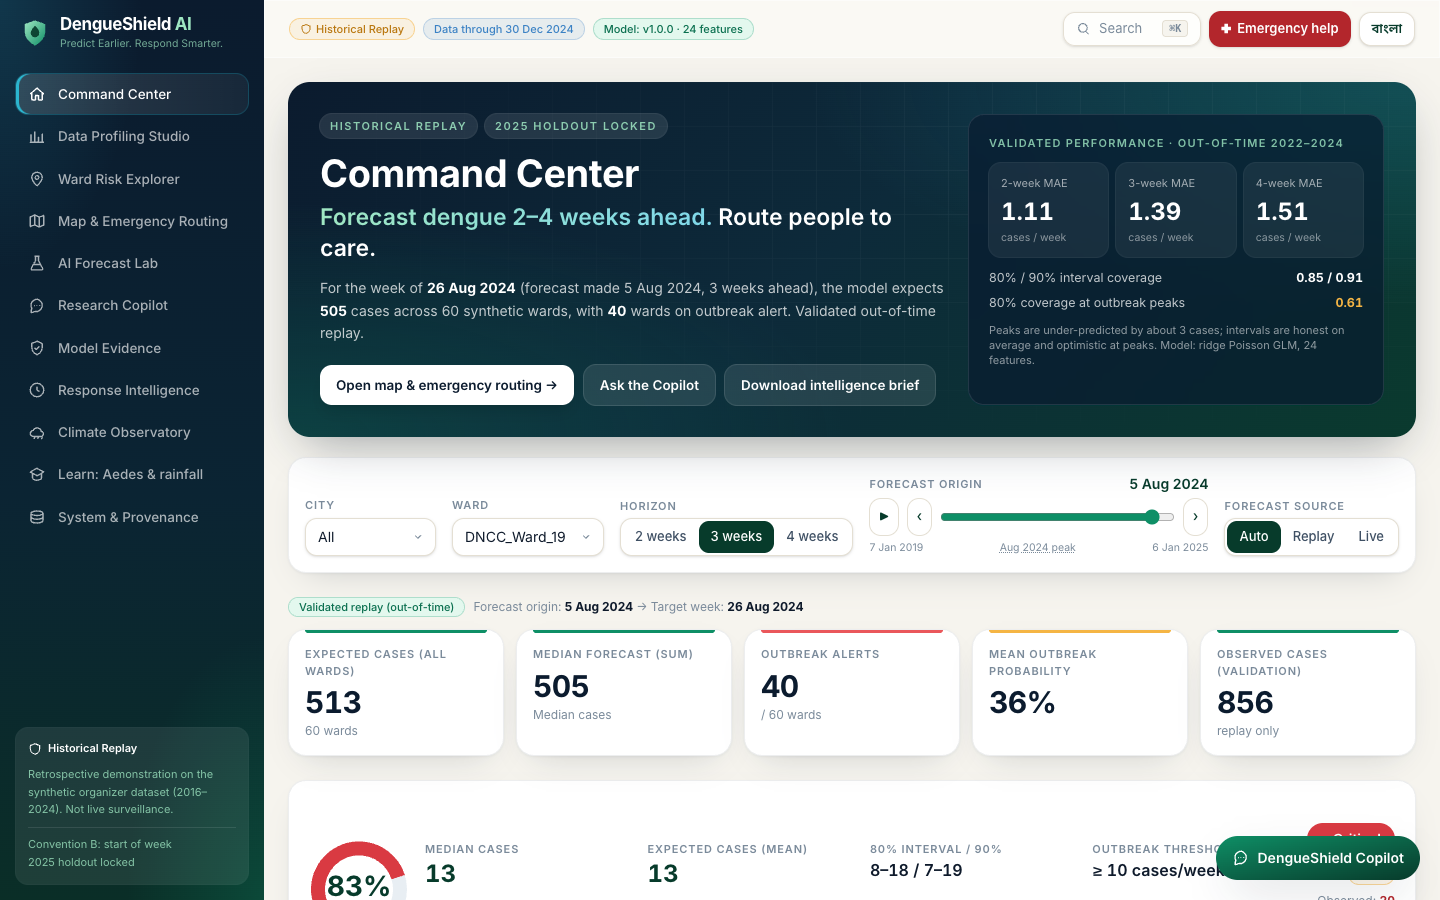 DengueShield AI
Predict Earlier. Respond Smarter.
Command Center
Data Profiling Studio
Ward Risk Explorer
Map & Emergency Routing
AI Forecast Lab
Research Copilot
Model Evidence
Response Intelligence
Climate Observatory
Learn: Aedes & rainfall
System & Provenance
Historical Replay
Retrospective demonstration on the
synthetic organizer dataset (2016–
2024). Not live surveillance.
Convention B: start of week
2025 holdout locked
Historical Replay
Data through 30 Dec 2024
Model: v1.0.0 · 24 features
Search ⌘K
Emergency help
বাংলা
HISTORICAL REPLAY
2025 HOLDOUT LOCKED
Command Center
Forecast dengue 2–4 weeks ahead. Route people to
care.
For the week of 26 Aug 2024 (forecast made 5 Aug 2024, 3 weeks ahead), the model expects
505 cases across 60 synthetic wards, with 40 wards on outbreak alert. Validated out-of-time
replay.
Open map & emergency routing →
Ask the Copilot
Download intelligence brief
VALIDATED PERFORMANCE · OUT-OF-TIME 2022–2024
2-week MAE
1.11
cases / week
3-week MAE
1.39
cases / week
4-week MAE
1.51
cases / week
80% / 90% interval coverage 0.85 / 0.91
80% coverage at outbreak peaks 0.61
Peaks are under-predicted by about 3 cases; intervals are honest on
average and optimistic at peaks. Model: ridge Poisson GLM, 24
features.
CITY
All
WARD
DNCC_Ward_19
HORIZON
2 weeks 3 weeks 4 weeks
FORECAST ORIGIN 5 Aug 2024
7 Jan 2019 Aug 2024 peak 6 Jan 2025
FORECAST SOURCE
Auto Replay Live
Validated replay (out-of-time) Forecast origin: 5 Aug 2024 → Target week: 26 Aug 2024
EXPECTED CASES (ALL
WARDS)
513
60 wards
MEDIAN FORECAST (SUM)
505
Median cases
OUTBREAK ALERTS
40
/ 60 wards
MEAN OUTBREAK
PROBABILITY
36%
OBSERVED CASES
(VALIDATION)
856
replay only
83%
MEDIAN CASES
13
EXPECTED CASES (MEAN)
13
80% INTERVAL / 90%
8–18 / 7–19
OUTBREAK
≥ 10 cases/week
DengueShield Copilot